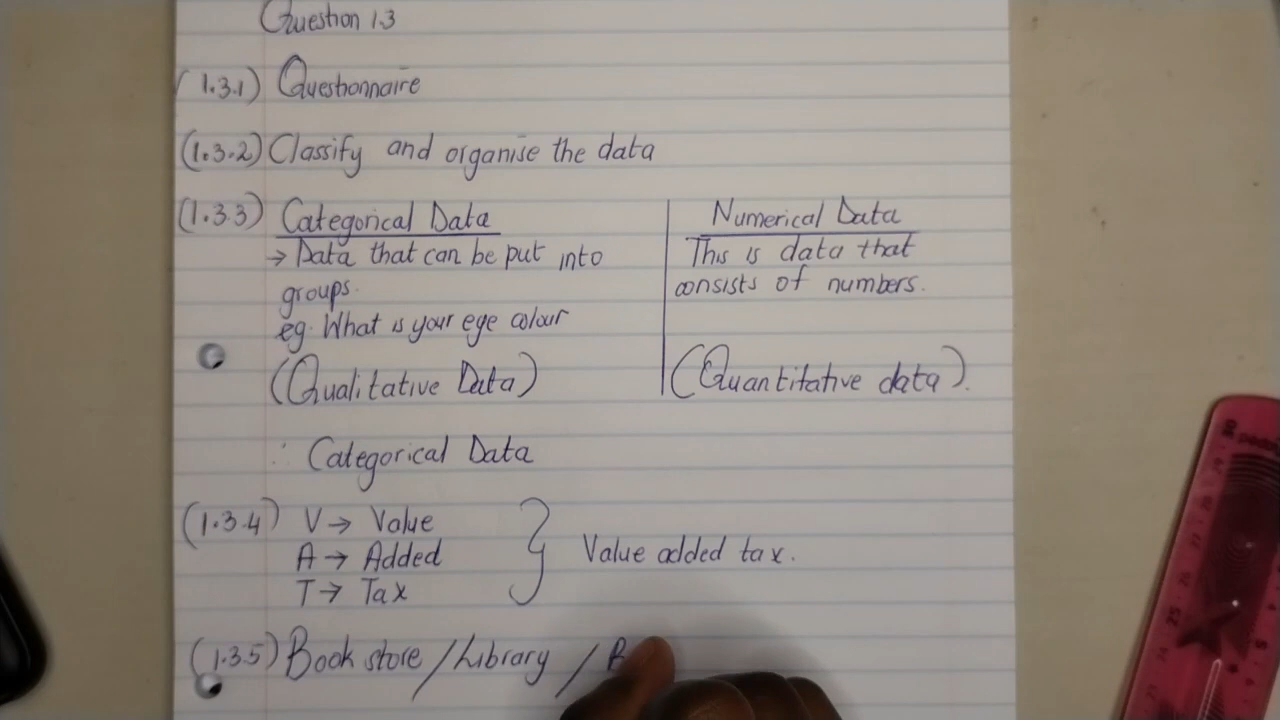 Question 1.3
(1.3.1) Questionnaire
(1.3.2) Classify and organise the data
(1.3.3) Categorical Data
→ Data that can be put into
groups.
eg. What is your eye colour
(Qualitative Data)
Numerical Data
This is data that
consists of numbers.
(Quantitative data).
∴ Categorical Data
(1.3.4) V → Value
A → Added
T → Tax
} Value added tax.
(1.3.5) Book store / Library /